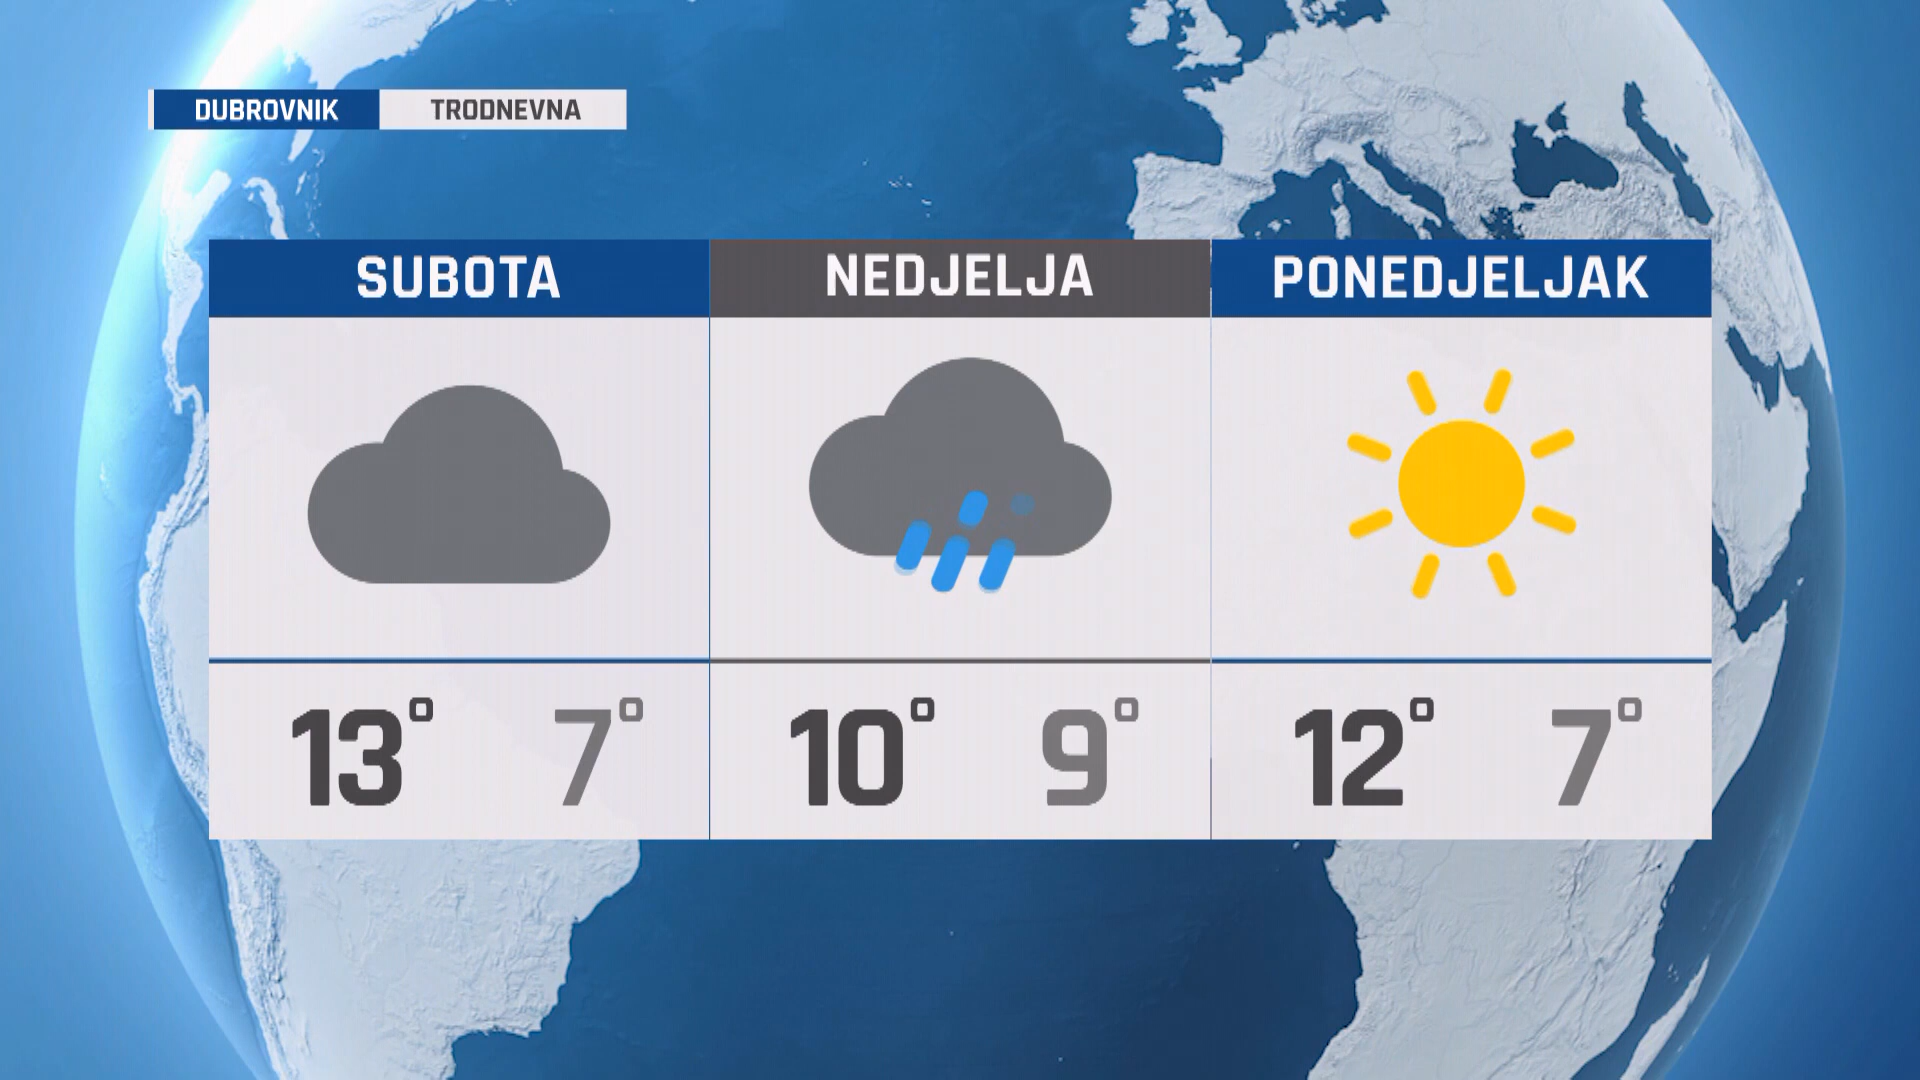 DUBROVNIK TRODNEVNA
SUBOTA NEDJELJA PONEDJELJAK
13° 7° 10° 9° 12° 7°